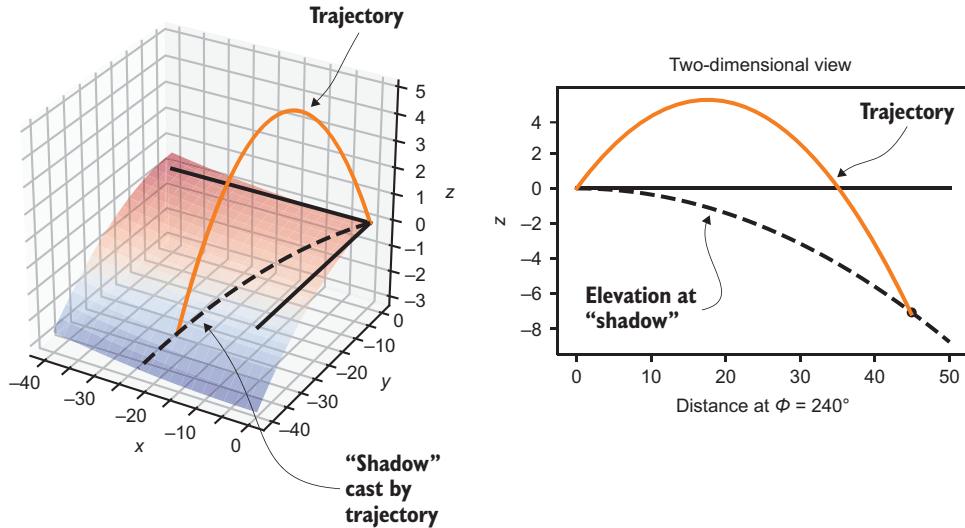 Trajectory
5
4
3
2
1
0
–1
–2
–3
z
0
–10
–20
–30
–40
y
–40
–30
–20
–10
0
x
“Shadow”
cast by
trajectory
Two-dimensional view
Trajectory
4
2
0
–2
–4
–6
–8
z
Elevation at
“shadow”
0 10 20 30 40 50
Distance at Φ = 240°